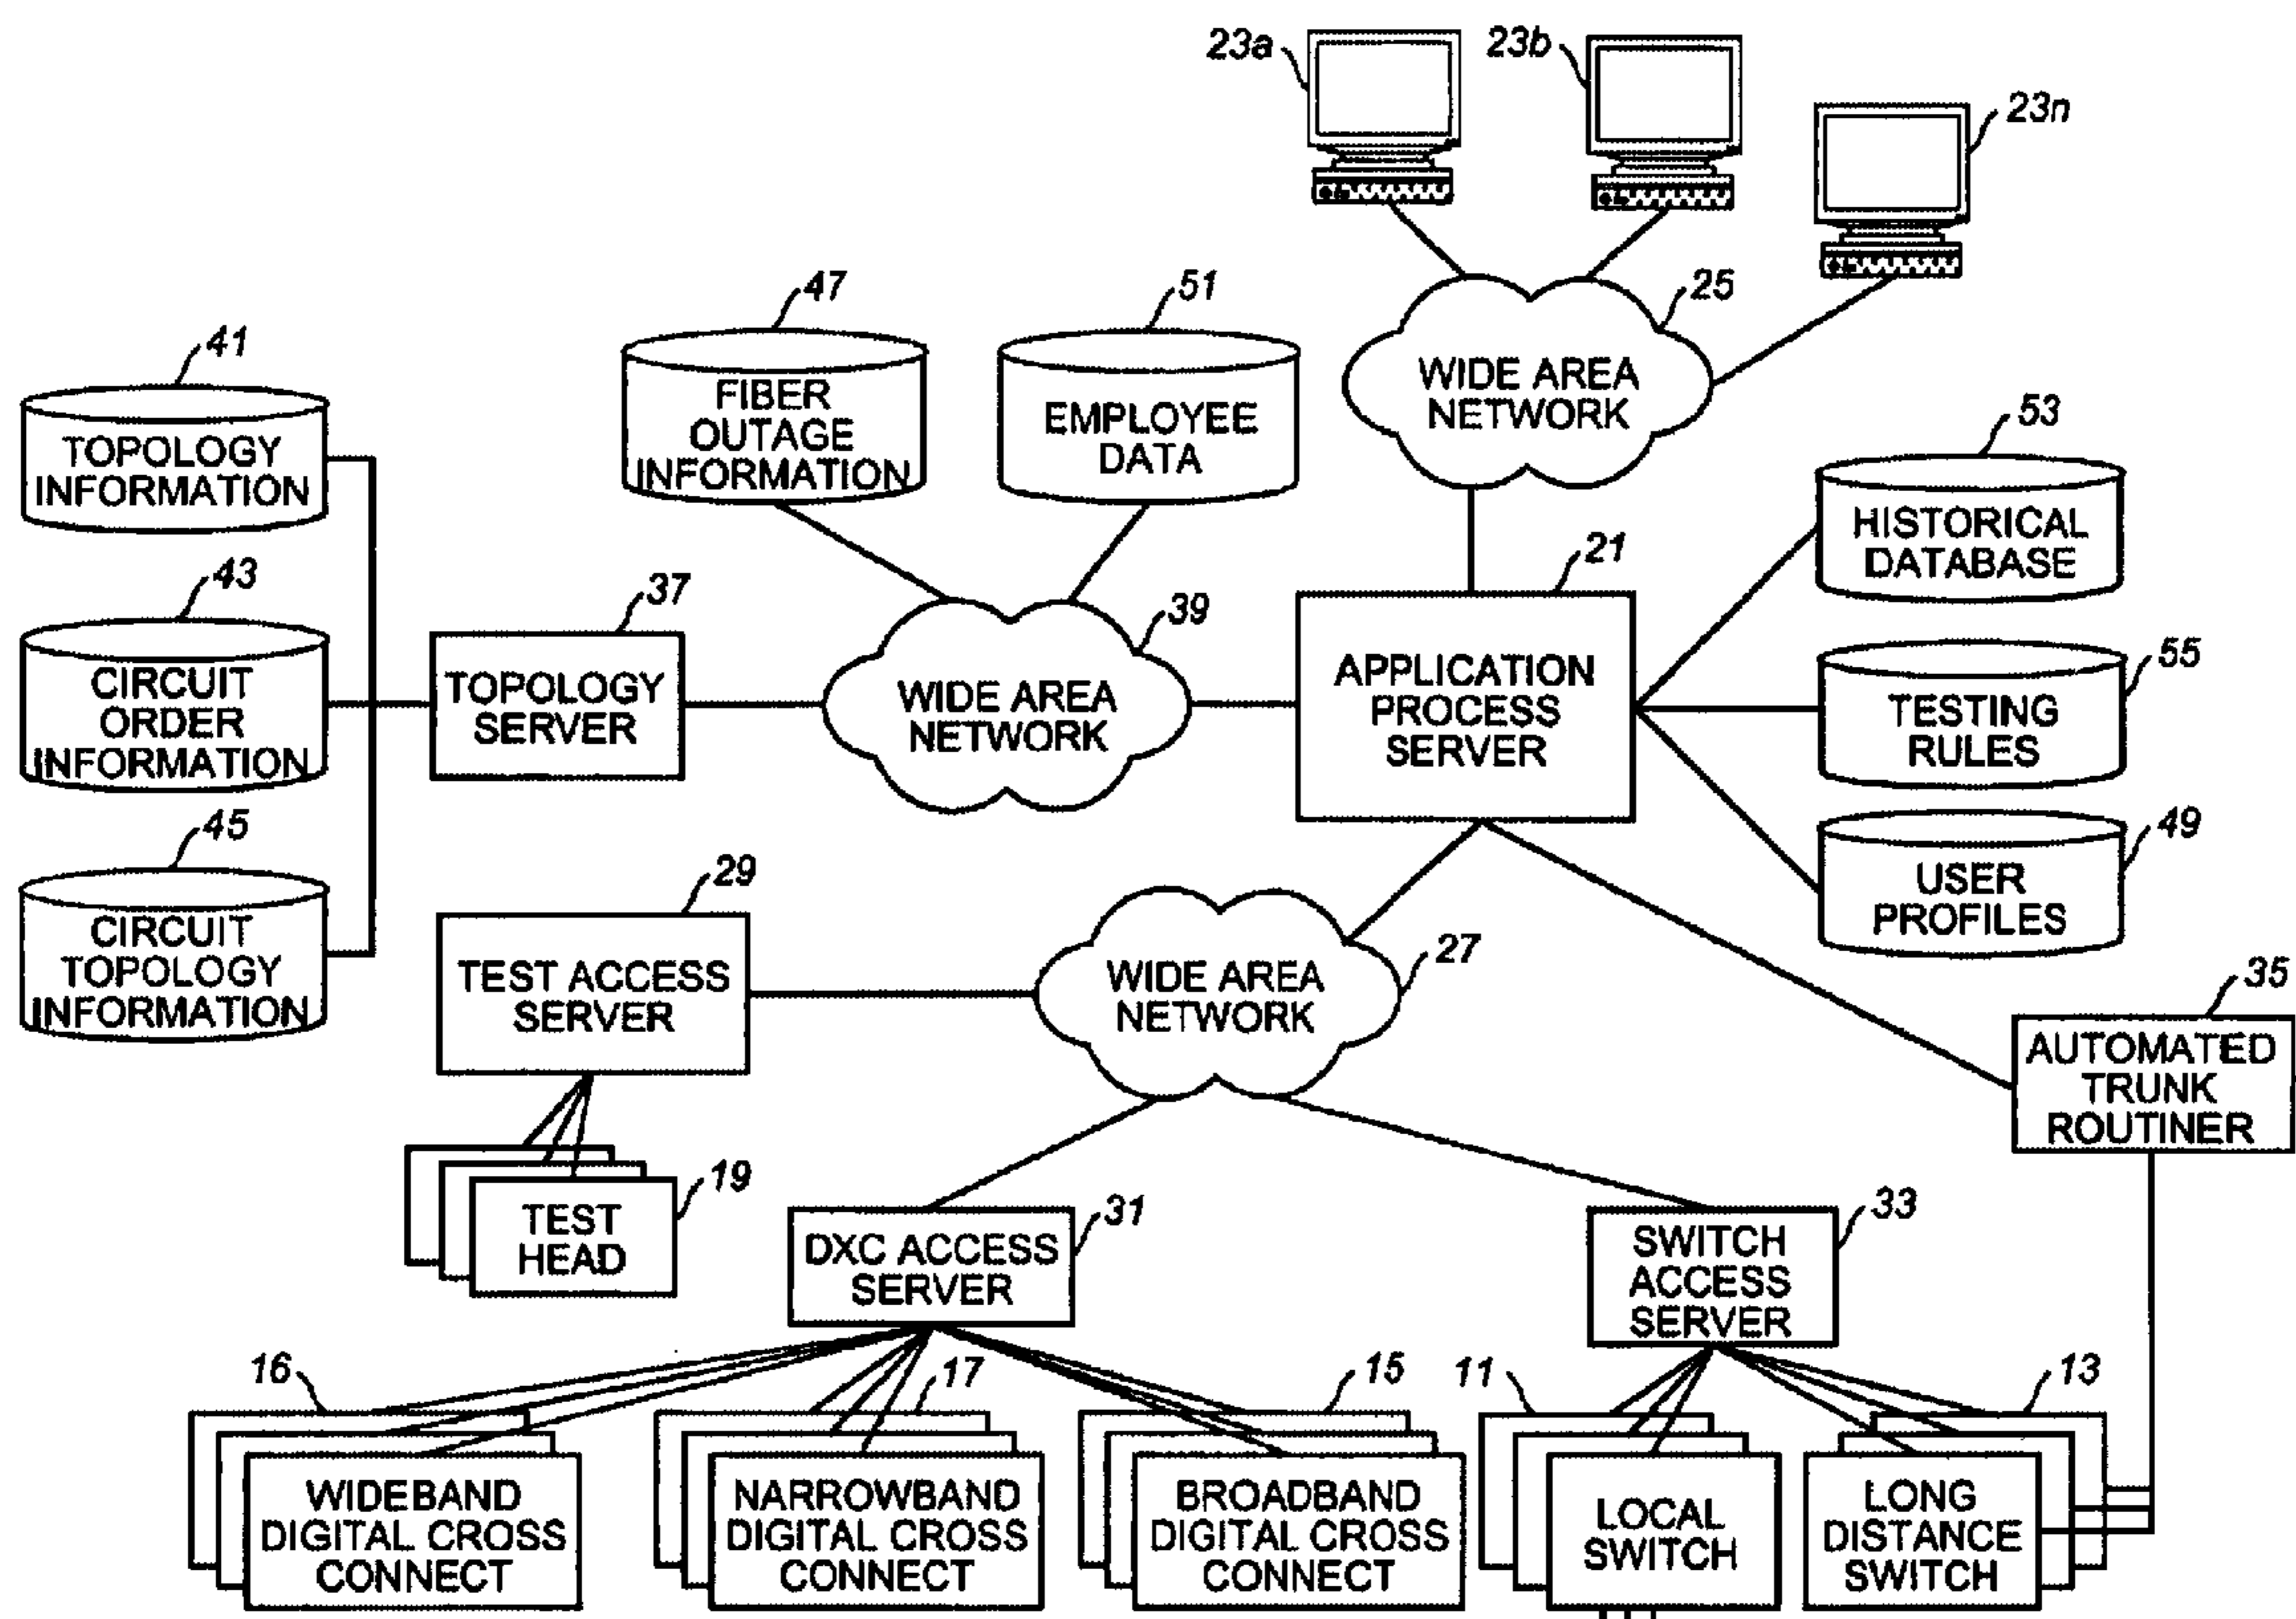 23a
23b
23n
25
WIDE AREA
NETWORK
47
FIBER
OUTAGE
INFORMATION
51
EMPLOYEE
DATA
41
TOPOLOGY
INFORMATION
43
CIRCUIT
ORDER
INFORMATION
45
CIRCUIT
TOPOLOGY
INFORMATION
37
TOPOLOGY
SERVER
39
WIDE AREA
NETWORK
21
APPLICATION
PROCESS
SERVER
53
HISTORICAL
DATABASE
55
TESTING
RULES
49
USER
PROFILES
29
TEST ACCESS
SERVER
27
WIDE AREA
NETWORK
35
AUTOMATED
TRUNK
ROUTINER
19
TEST
HEAD
31
DXC ACCESS
SERVER
33
SWITCH
ACCESS
SERVER
16
WIDEBAND
DIGITAL CROSS
CONNECT
17
NARROWBAND
DIGITAL CROSS
CONNECT
15
BROADBAND
DIGITAL CROSS
CONNECT
11
LOCAL
SWITCH
13
LONG
DISTANCE
SWITCH